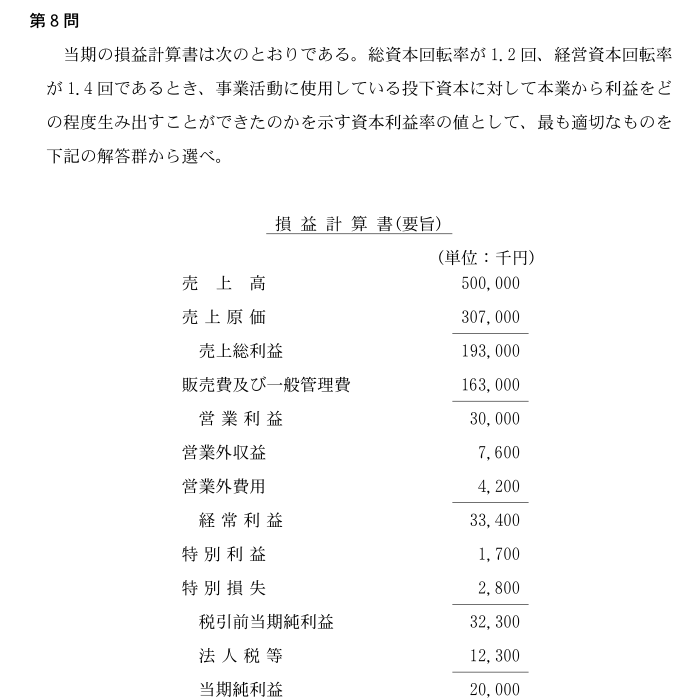 第8問
当期の損益計算書は次のとおりである。総資本回転率が1.2回、経営資本回転率
が1.4回であるとき、事業活動に使用している投下資本に対して本業から利益をど
の程度生み出すことができたのかを示す資本利益率の値として、最も適切なものを
下記の解答群から選べ。
損益計算書(要旨)
(単位:千円)
売上高 500,000
売上原価 307,000
売上総利益 193,000
販売費及び一般管理費 163,000
営業利益 30,000
営業外収益 7,600
営業外費用 4,200
経常利益 33,400
特別利益 1,700
特別損失 2,800
税引前当期純利益 32,300
法人税等 12,300
当期純利益 20,000